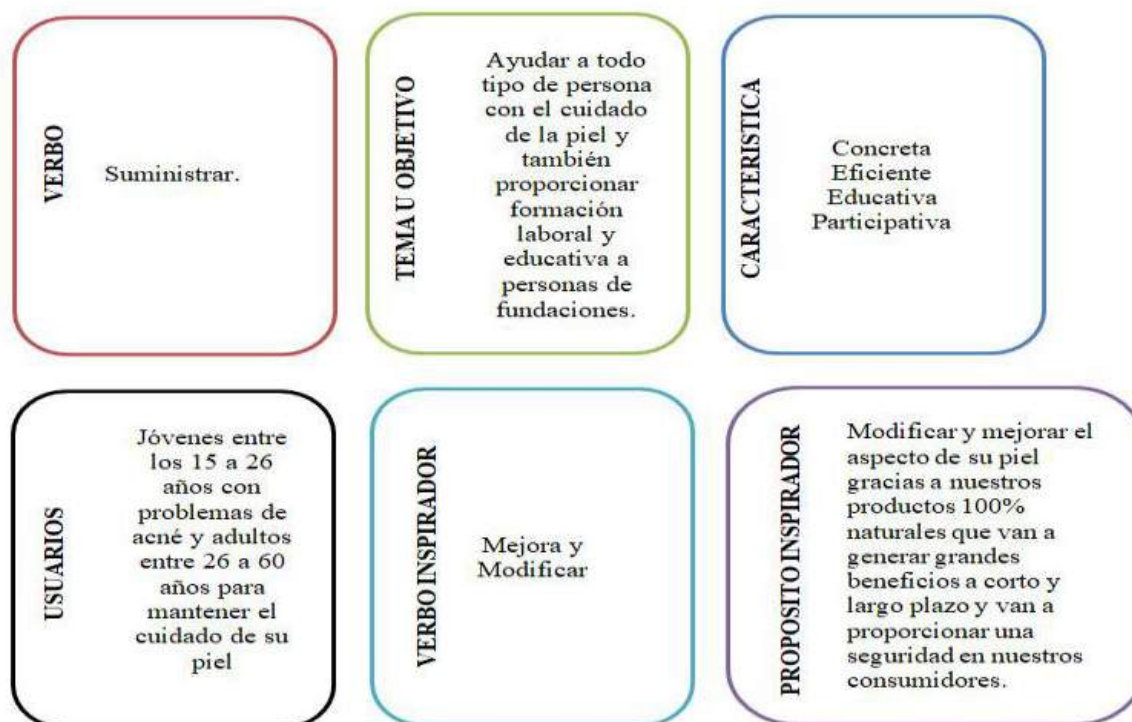 VERBO
Suministrar.
TEMA U OBJETIVO
Ayudar a todo
tipo de persona
con el cuidado
de la piel y
también
proporcionar
formación
laboral y
educativa a
personas de
fundaciones.
CARACTERISTICA
Concreta
Eficiente
Educativa
Participativa
USUARIOS
Jóvenes entre
los 15 a 26
años con
problemas de
acné y adultos
entre 26 a 60
años para
mantener el
cuidado de su
piel
VERBO INSPIRADOR
Mejora y
Modificar
PROPOSITO INSPIRADOR
Modificar y mejorar el
aspecto de su piel
gracias a nuestros
productos 100%
naturales que van a
generar grandes
beneficios a corto y
largo plazo y van a
proporcionar una
seguridad en nuestros
consumidores.